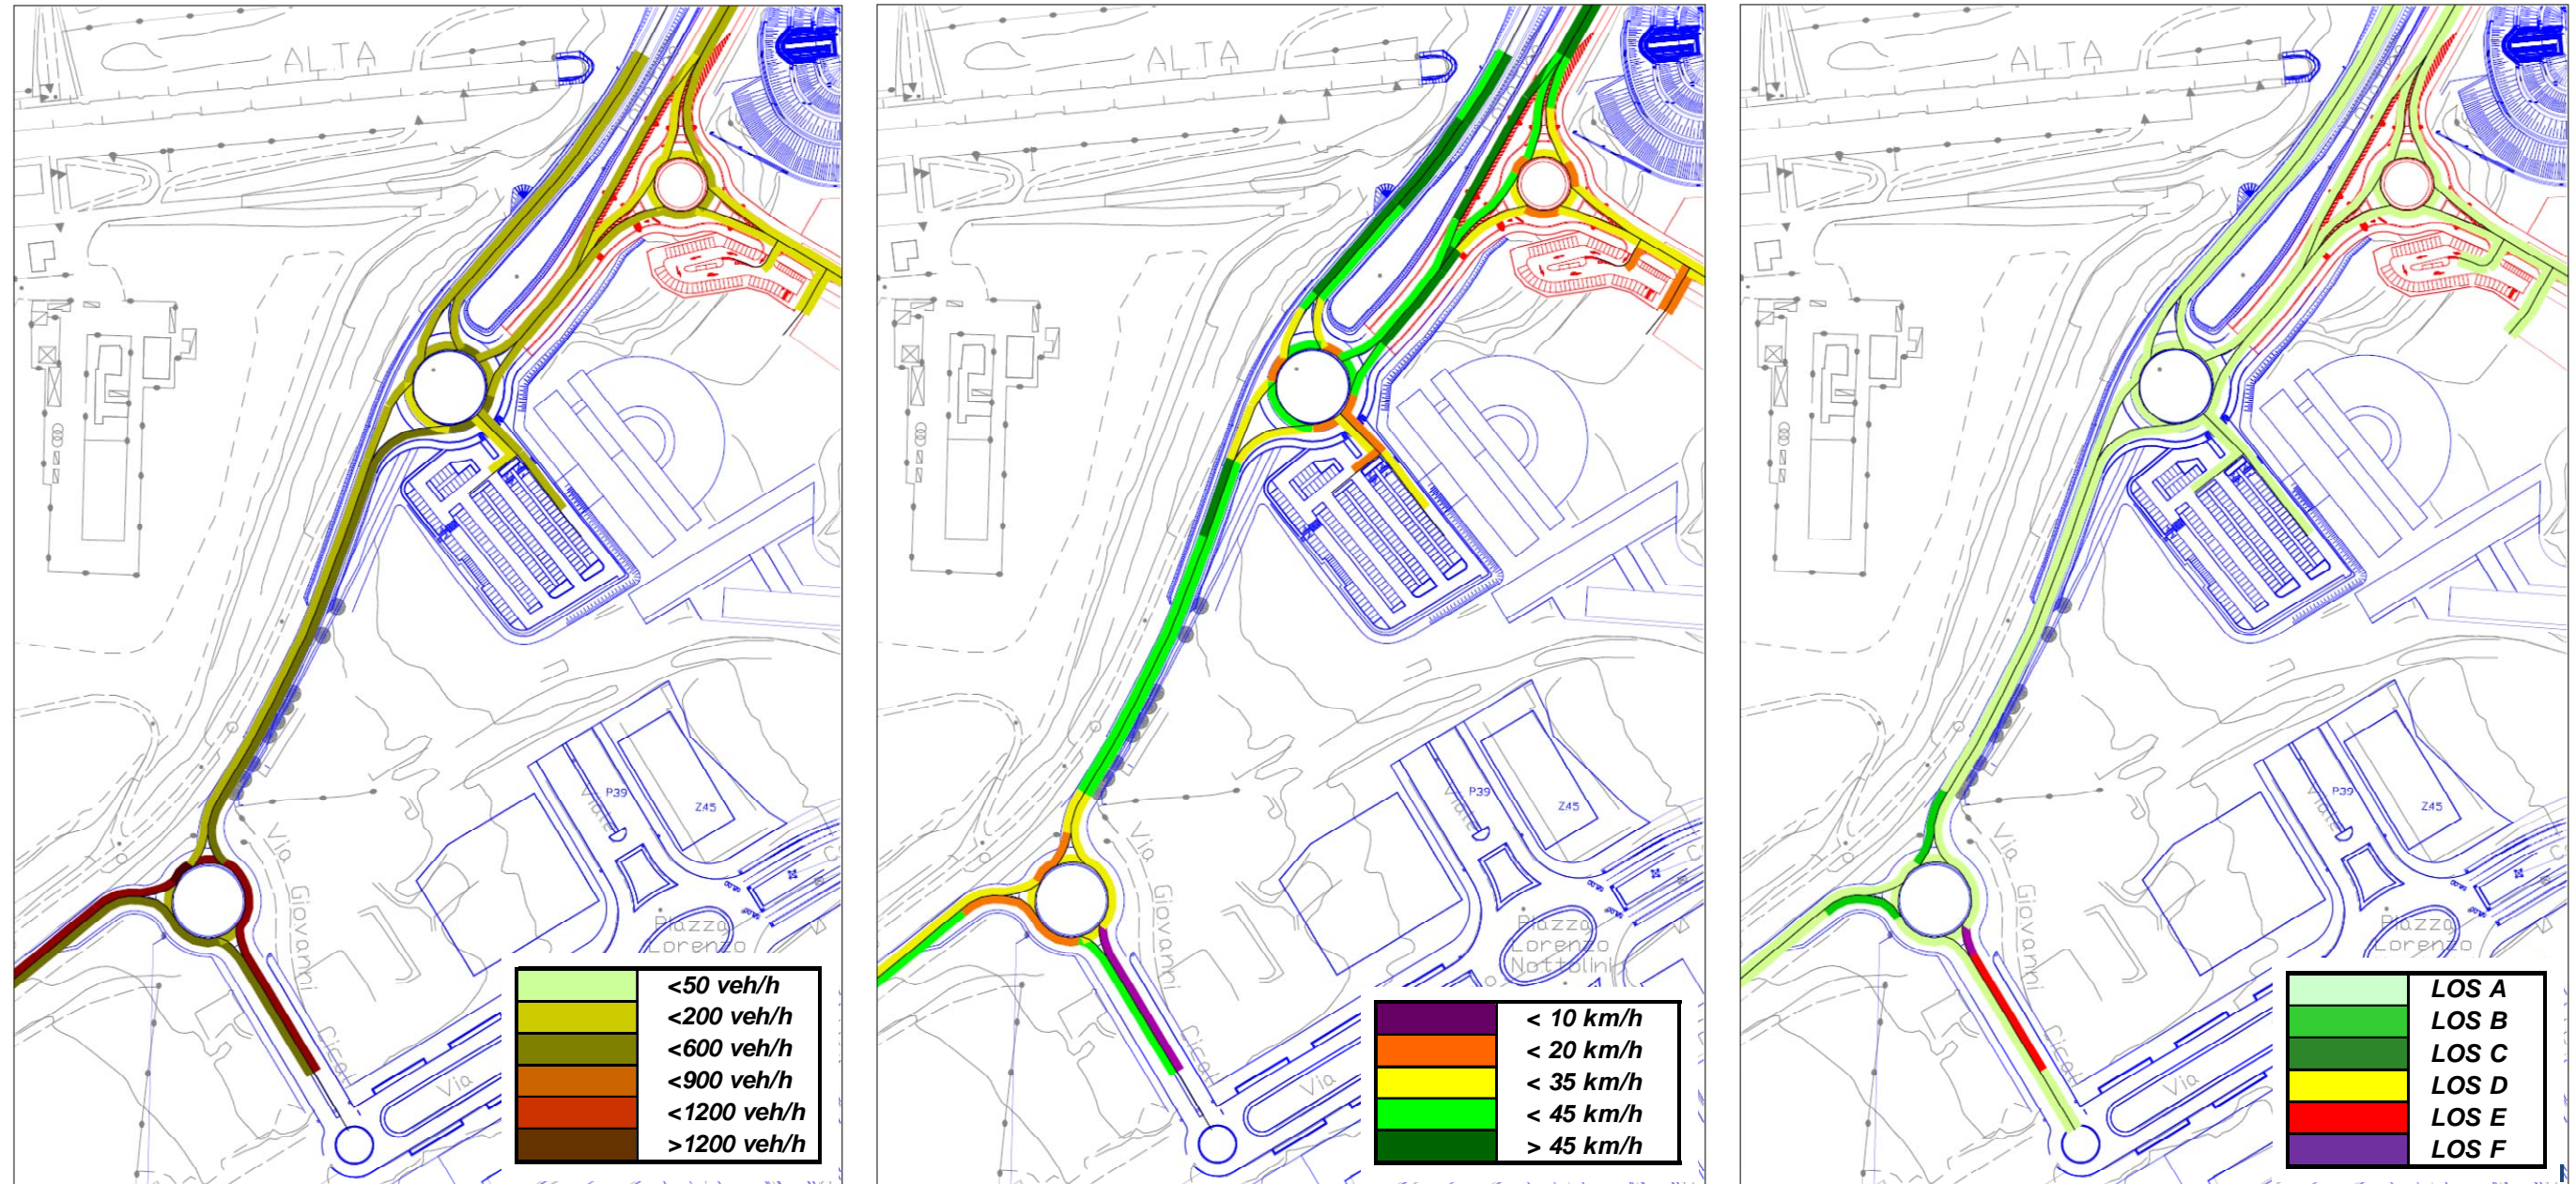 ALTA
P39
Z45
Via
Giovanni
Cicali
Piazza
Lorenzo
Via
<50 veh/h
<200 veh/h
<600 veh/h
<900 veh/h
<1200 veh/h
>1200 veh/h
ALTA
P39
Z45
Via
Giovanni
Piazza
Lorenzo
Nottolini
Via
< 10 km/h
< 20 km/h
< 35 km/h
< 45 km/h
> 45 km/h
ALTA
P39
Z45
Via
Giovanni
Piazza
Lorenzo
Via
LOS A
LOS B
LOS C
LOS D
LOS E
LOS F